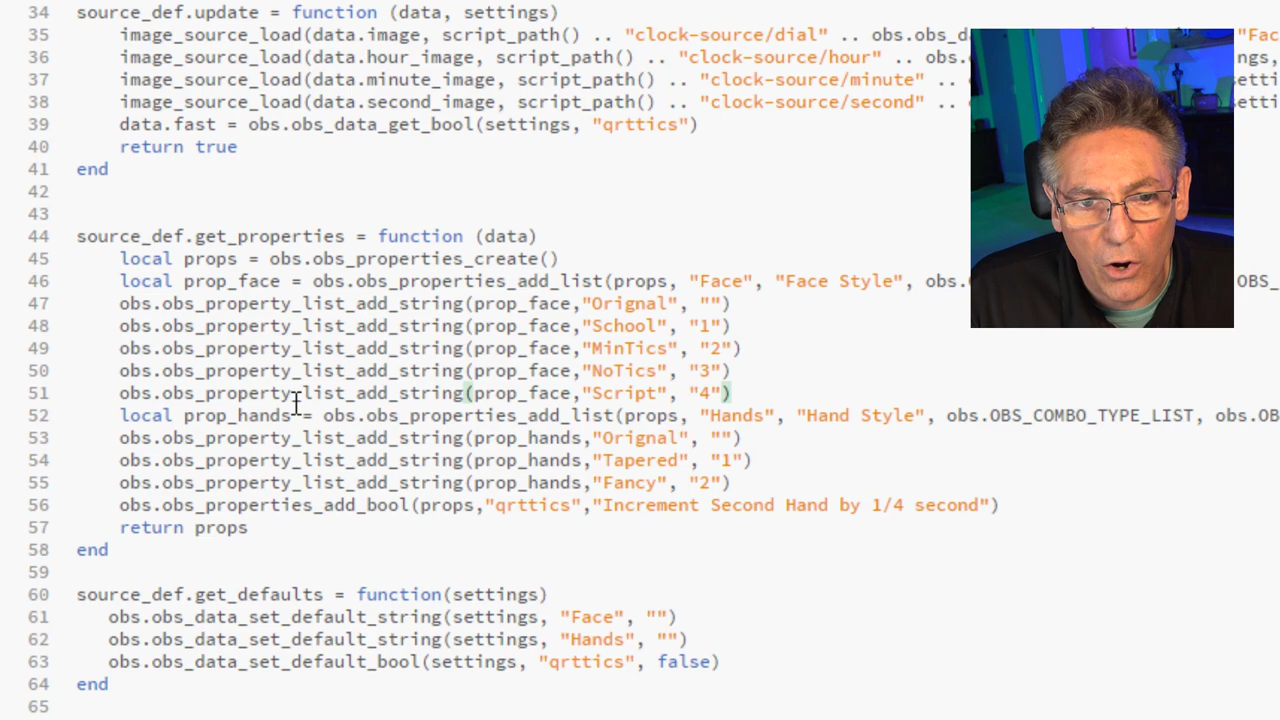 34 source_def.update = function (data, settings)
35 image_source_load(data.image, script_path() .. "clock-source/dial" .. obs.obs_d "Fac
36 image_source_load(data.hour_image, script_path() .. "clock-source/hour" .. obs. ngs,
37 image_source_load(data.minute_image, script_path() .. "clock-source/minute" .. setti
38 image_source_load(data.second_image, script_path() .. "clock-source/second" .. setti
39 data.fast = obs.obs_data_get_bool(settings, "qrttics")
40 return true
41 end
42
43
44 source_def.get_properties = function (data)
45 local props = obs.obs_properties_create()
46 local prop_face = obs.obs_properties_add_list(props, "Face", "Face Style", obs. OBS_
47 obs.obs_property_list_add_string(prop_face,"Orignal", "")
48 obs.obs_property_list_add_string(prop_face,"School", "1")
49 obs.obs_property_list_add_string(prop_face,"MinTics", "2")
50 obs.obs_property_list_add_string(prop_face,"NoTics", "3")
51 obs.obs_property_list_add_string(prop_face,"Script", "4")
52 local prop_hands = obs.obs_properties_add_list(props, "Hands", "Hand Style", obs.OBS_COMBO_TYPE_LIST, obs.OB
53 obs.obs_property_list_add_string(prop_hands,"Orignal", "")
54 obs.obs_property_list_add_string(prop_hands,"Tapered", "1")
55 obs.obs_property_list_add_string(prop_hands,"Fancy", "2")
56 obs.obs_properties_add_bool(props,"qrttics","Increment Second Hand by 1/4 second")
57 return props
58 end
59
60 source_def.get_defaults = function(settings)
61 obs.obs_data_set_default_string(settings, "Face", "")
62 obs.obs_data_set_default_string(settings, "Hands", "")
63 obs.obs_data_set_default_bool(settings, "qrttics", false)
64 end
65